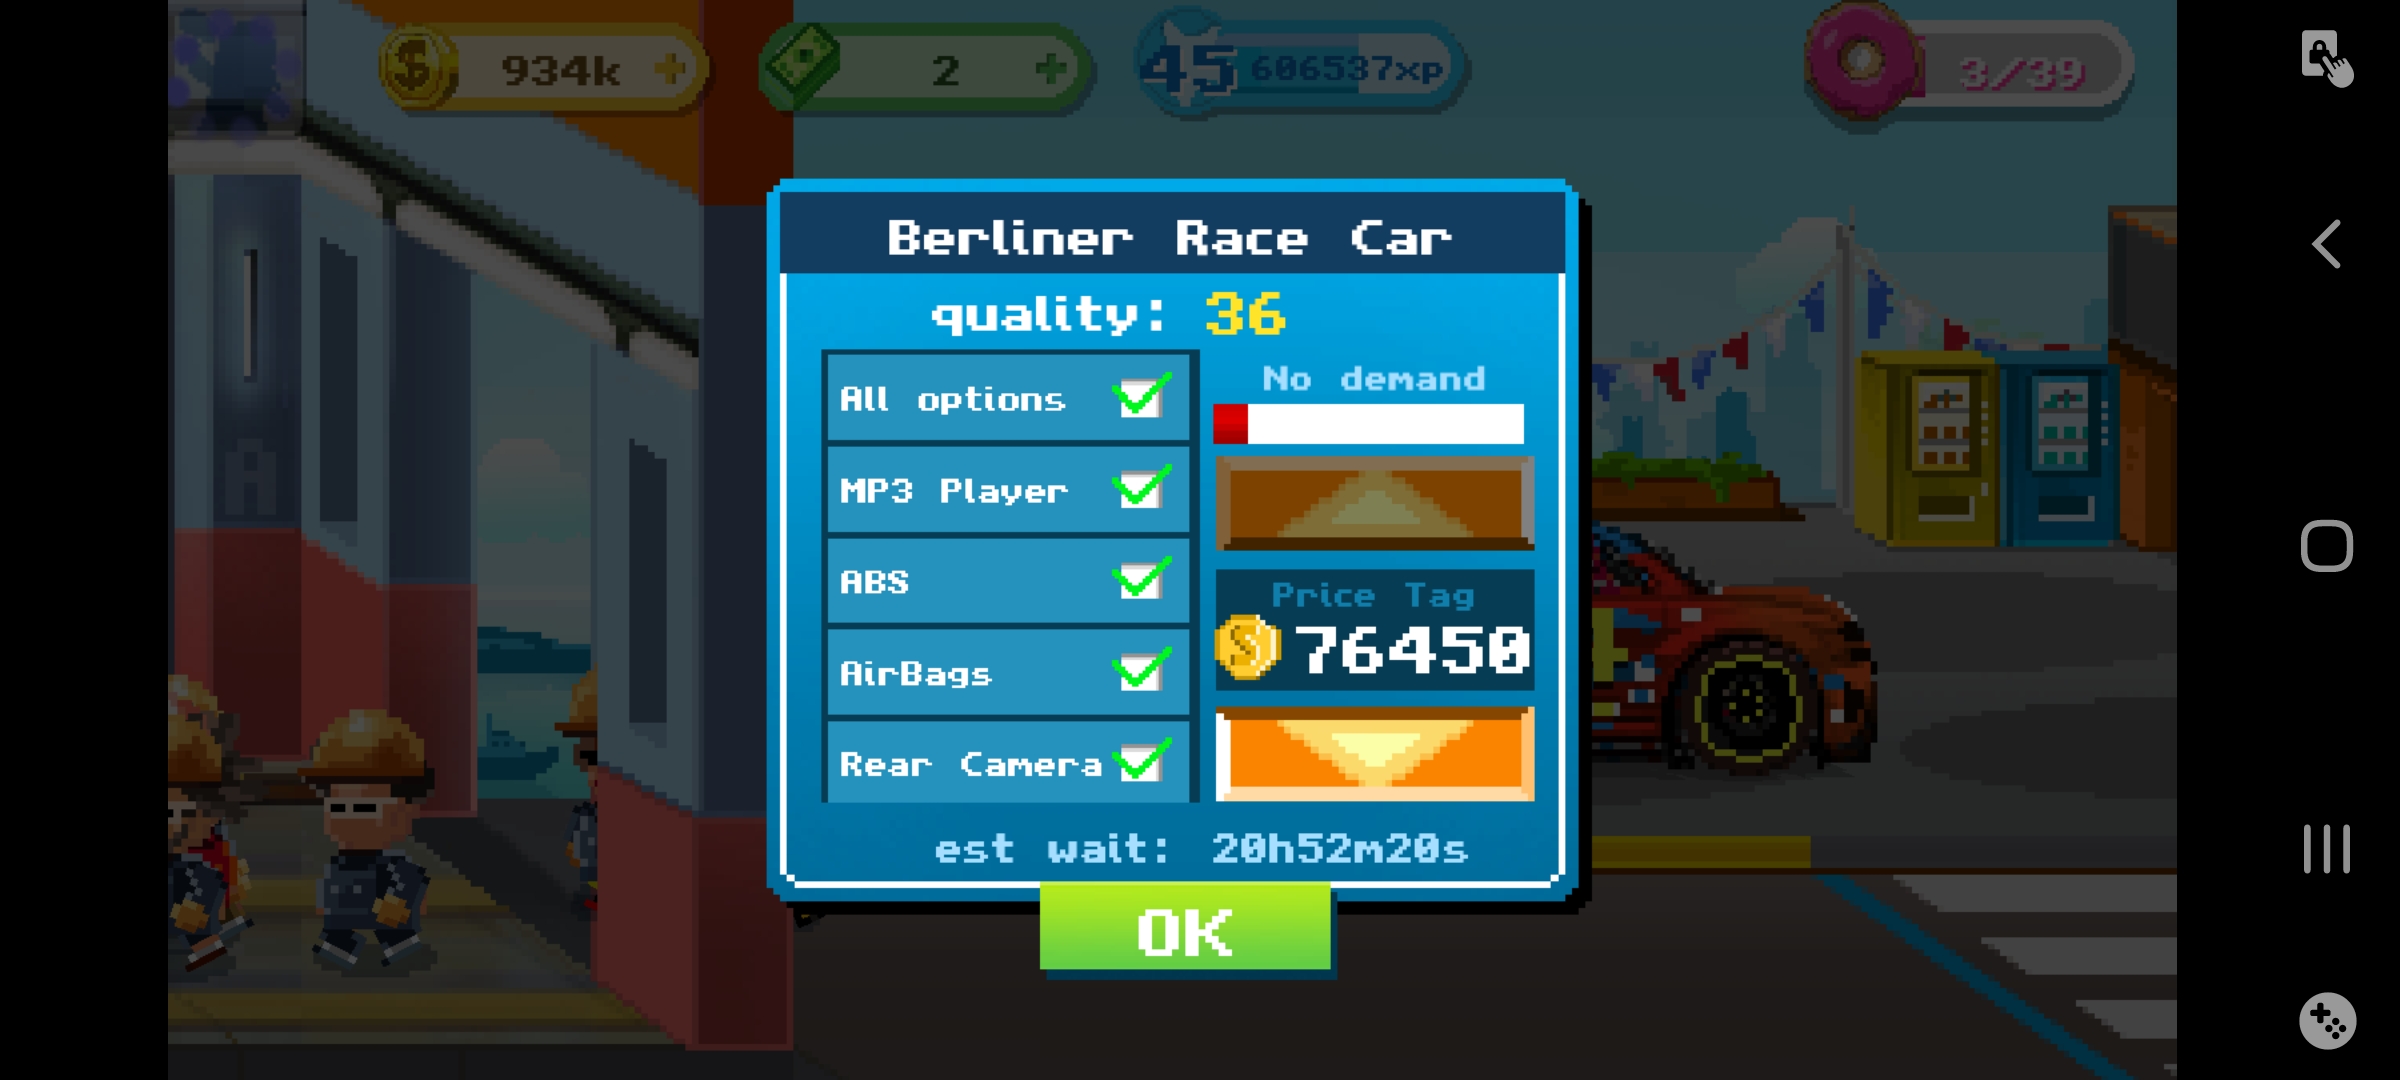 934k +
2 +
45 606537xp
3/39
Berliner Race Car
quality: 36
All options
MP3 Player
ABS
AirBags
Rear Camera
No demand
Price Tag
76450
est wait: 20h52m20s
OK
A